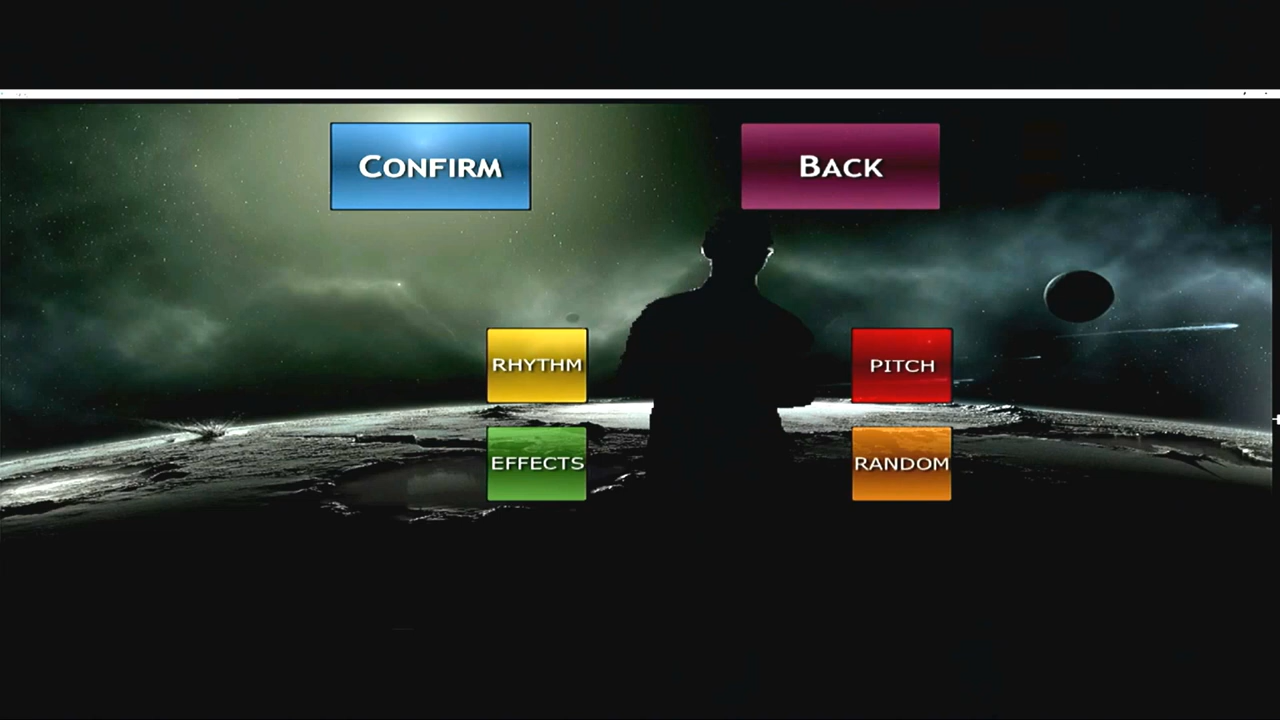 CONFIRM
BACK
RHYTHM
PITCH
EFFECTS
RANDOM